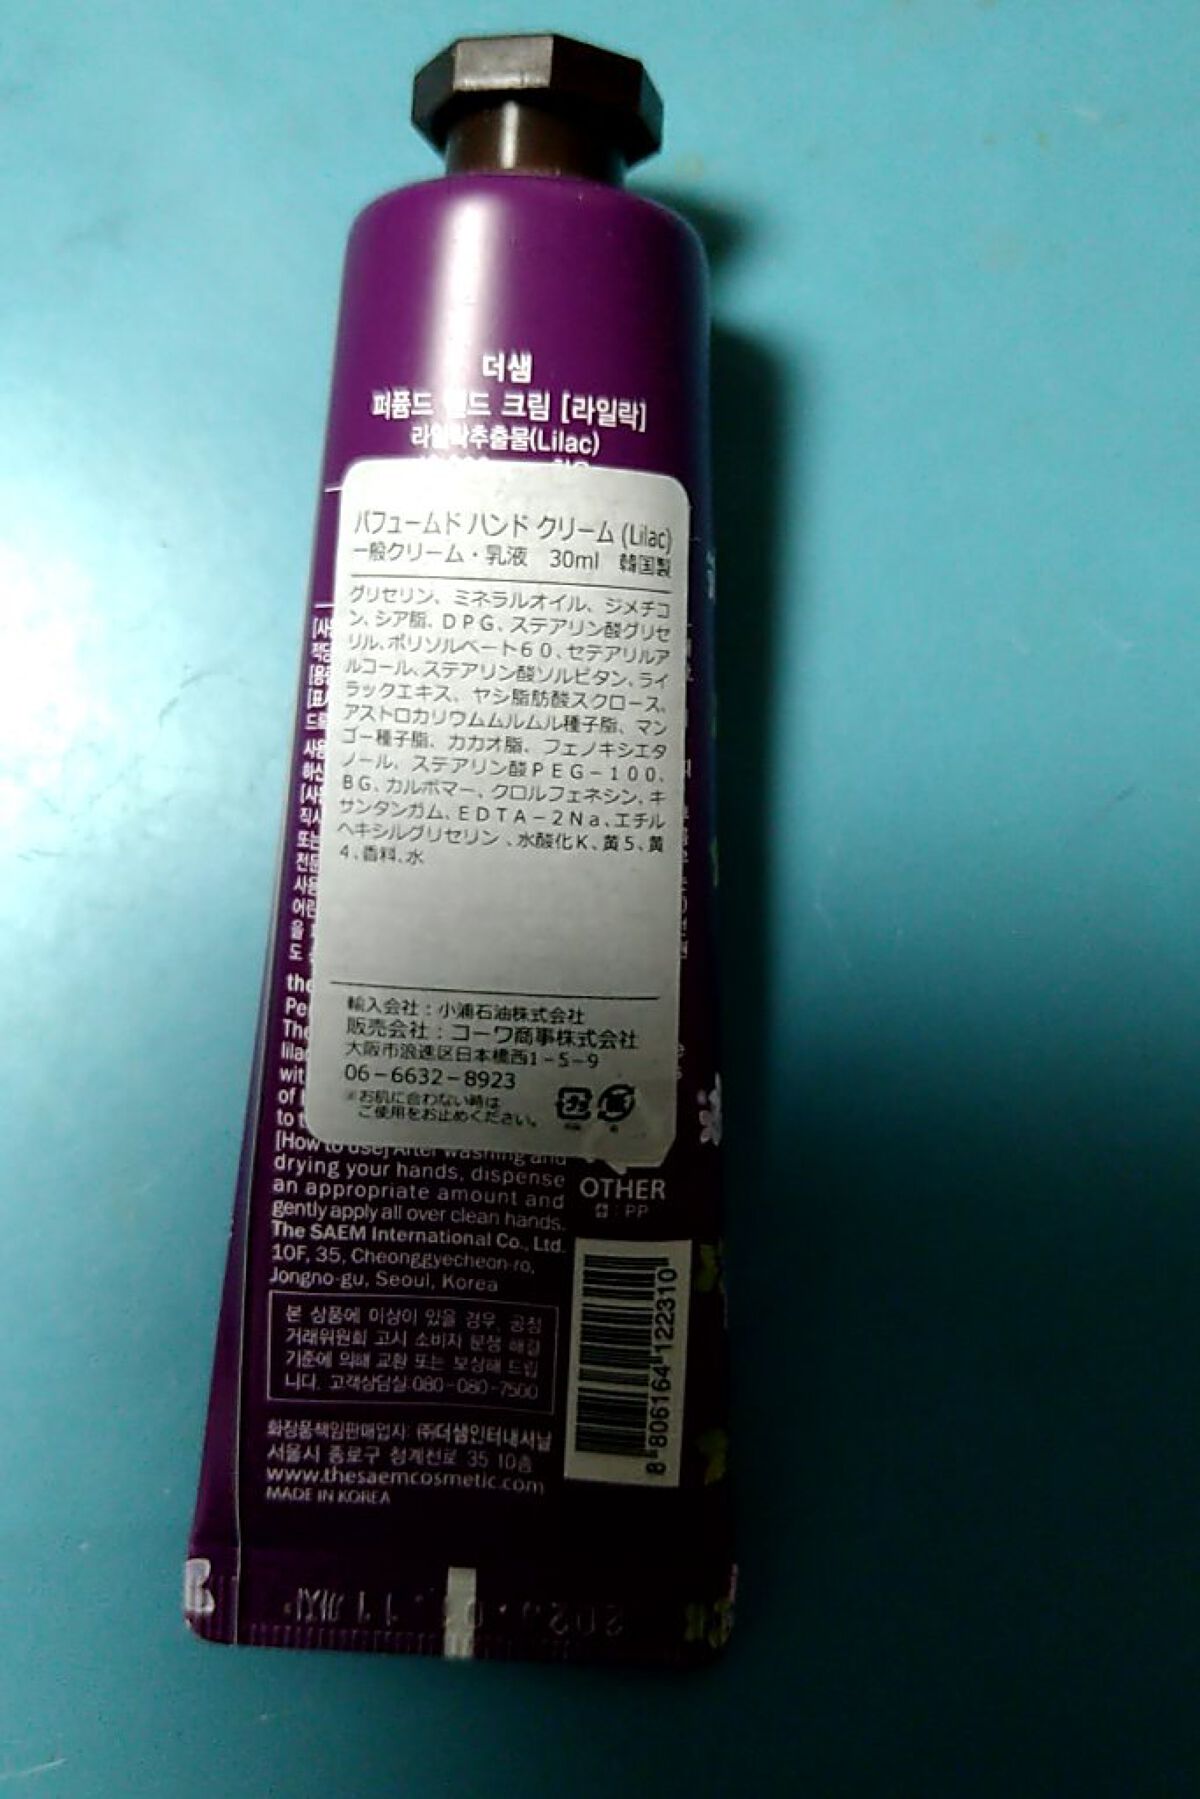 더샘
퍼퓸드 핸드 크림 [라일락]
라일락추출물(Lilac)
パフュームド ハンド クリーム (Lilac)
一般クリーム・乳液 30ml 韓国製
グリセリン、ミネラルオイル、ジメチコ
ン、シア脂、DPG、ステアリン酸グリセ
リル、ポリソルベート60、セテアリルア
ルコール、ステアリン酸ソルビタン、ライ
ラックエキス、ヤシ脂肪酸スクロース、
アストロカリウムムルムル種子脂、マン
ゴー種子脂、カカオ脂、フェノキシエタ
ノール、ステアリン酸PEG-100、
BG、カルボマー、クロルフェネシン、キ
サンタンガム、EDTA-2Na、エチル
ヘキシルグリセリン、水酸化K、黄5、黄
4、香料、水
輸入会社：小浦石油株式会社
販売会社：コーワ商事株式会社
大阪市浪速区日本橋西1-5-9
06-6632-8923
※お肌に合わない時は
ご使用をお止めください。
[How to use] After washing and
drying your hands, dispense
an appropriate amount and
gently apply all over clean hands.
The SAEM International Co., Ltd.
10F, 35, Cheonggyecheon-ro,
Jongno-gu, Seoul, Korea
OTHER
캡 : PP
본 상품에 이상이 있을 경우, 공정
거래위원회 고시 소비자 분쟁 해결
기준에 의해 교환 또는 보상해 드립
니다. 고객상담실:080-080-7500
화장품책임판매업자: (주)더샘인터내셔날
서울시 종로구 청계천로 35 10층
www.thesaemcosmetic.com
MADE IN KOREA
8 806164 122310